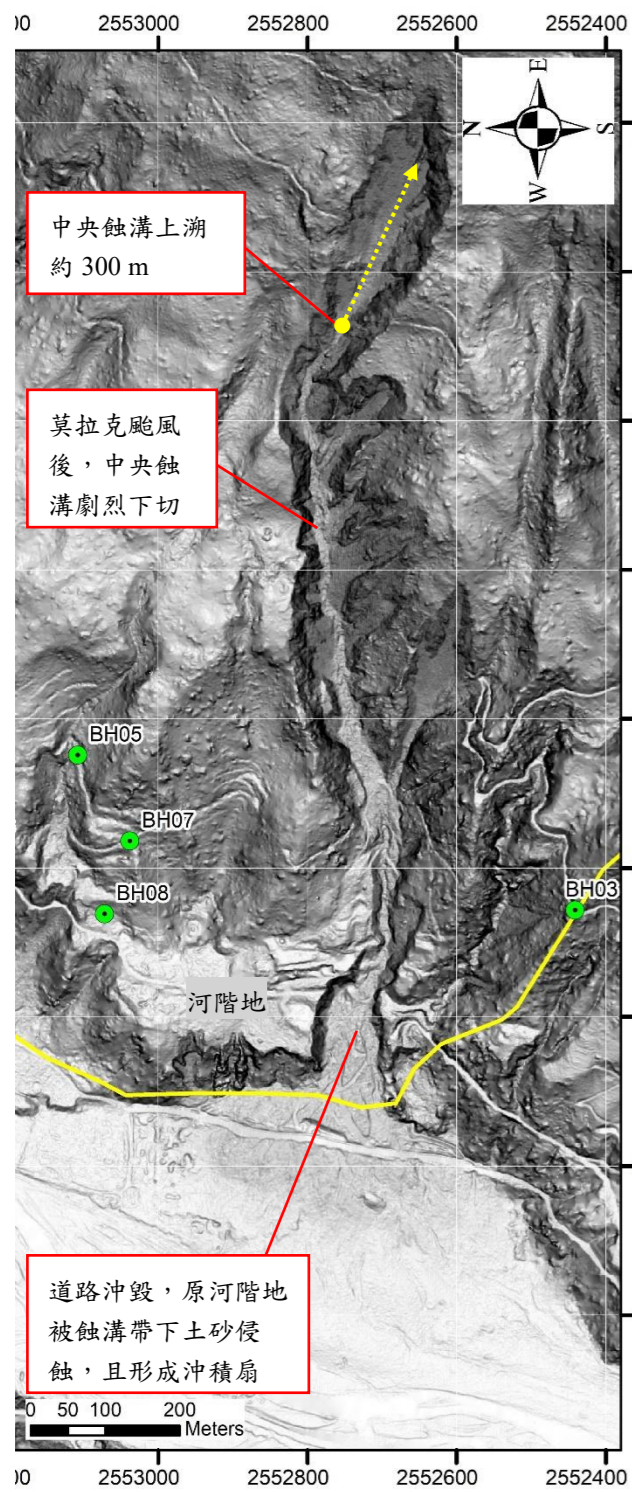 00
2553000
2552800
2552600
2552400
E
N
S
W
中央蝕溝上溯
約 300 m
莫拉克颱風
後，中央蝕
溝劇烈下切
BH05
BH07
BH08
BH03
河階地
道路沖毀，原河階地
被蝕溝帶下土砂侵
蝕，且形成沖積扇
0 50 100 200
Meters
00
2553000
2552800
2552600
2552400